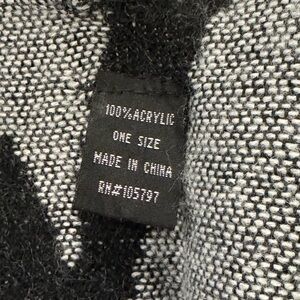 100% ACRYLIC
ONE SIZE
MADE IN CHINA
RN#105797